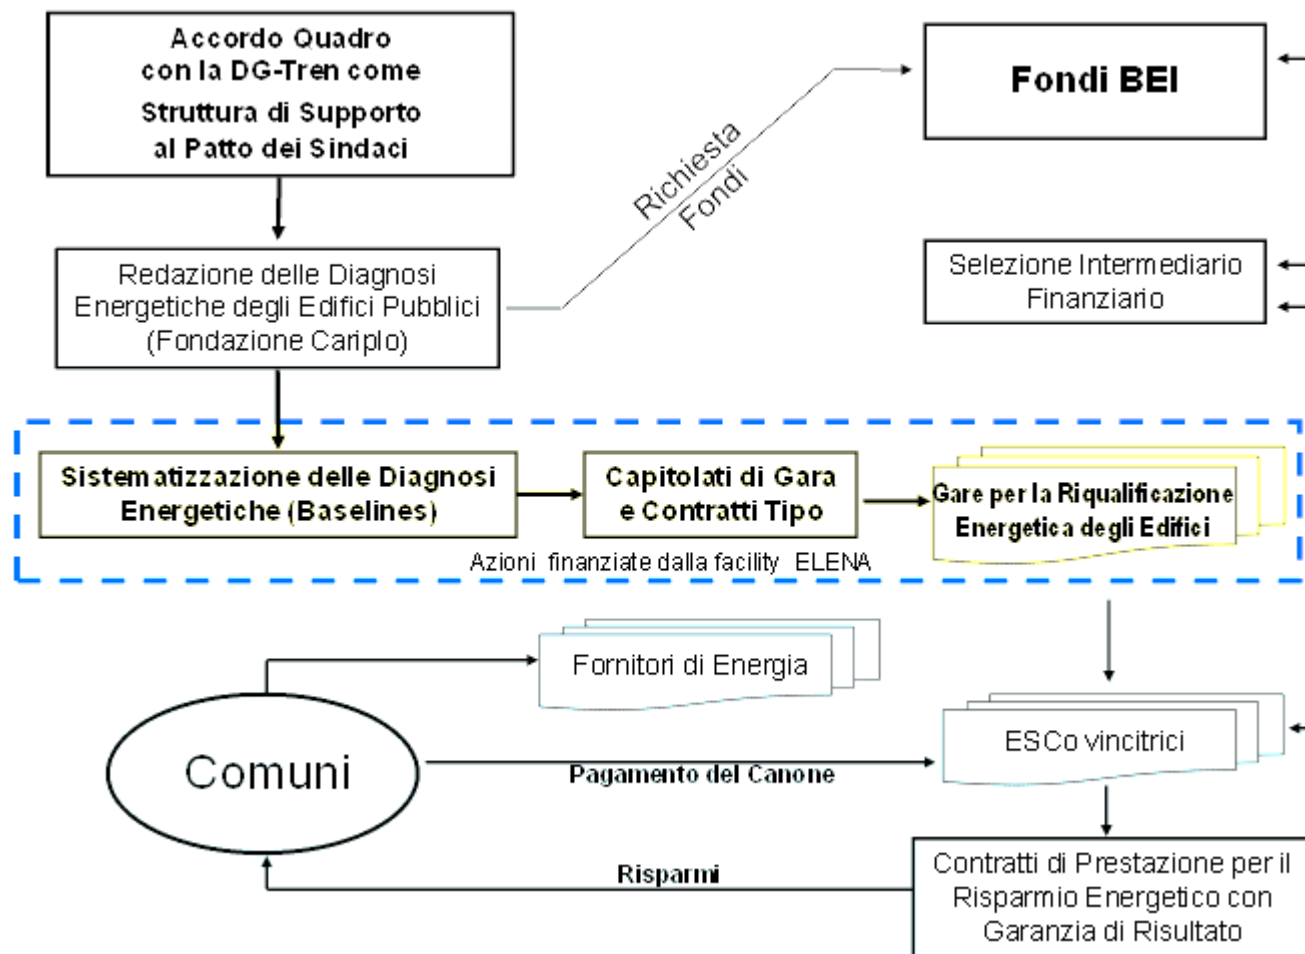 Accordo Quadro
con la DG-Tren come
Struttura di Supporto
al Patto dei Sindaci
Fondi BEI
Richiesta
Fondi
Redazione delle Diagnosi
Energetiche degli Edifici Pubblici
(Fondazione Cariplo)
Selezione Intermediario
Finanziario
Sistematizzazione delle Diagnosi
Energetiche (Baselines)
Capitolati di Gara
e Contratti Tipo
Gare per la Riqualificazione
Energetica degli Edifici
Azioni finanziate dalla facility ELENA
Fornitori di Energia
Comuni
Pagamento del Canone
ESCo vincitrici
Risparmi
Contratti di Prestazione per il
Risparmio Energetico con
Garanzia di Risultato